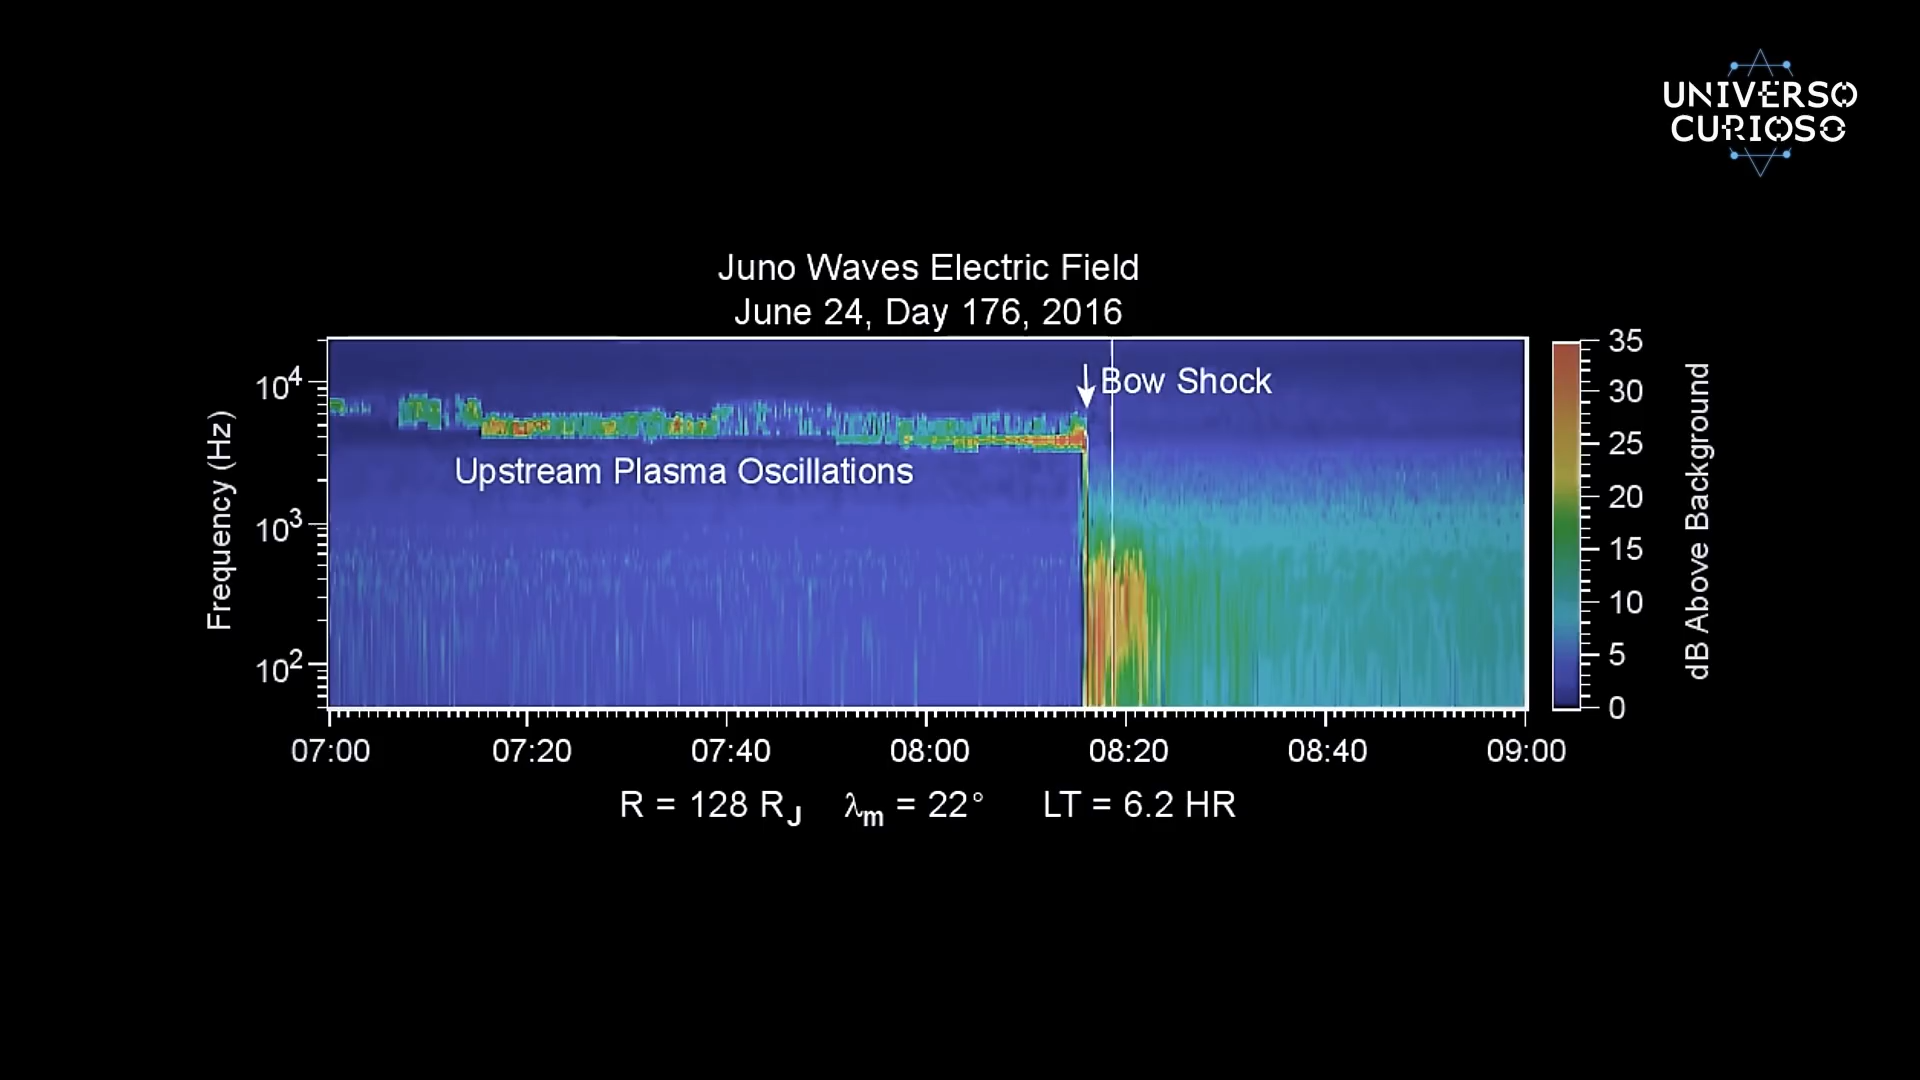 UNIVERSO
CURIOSO
Juno Waves Electric Field
June 24, Day 176, 2016
Frequency (Hz)
10⁴
10³
10²
Bow Shock
Upstream Plasma Oscillations
35
30
25
20
15
10
5
0
dB Above Background
07:00 07:20 07:40 08:00 08:20 08:40 09:00
R = 128 R_J λ_m = 22° LT = 6.2 HR